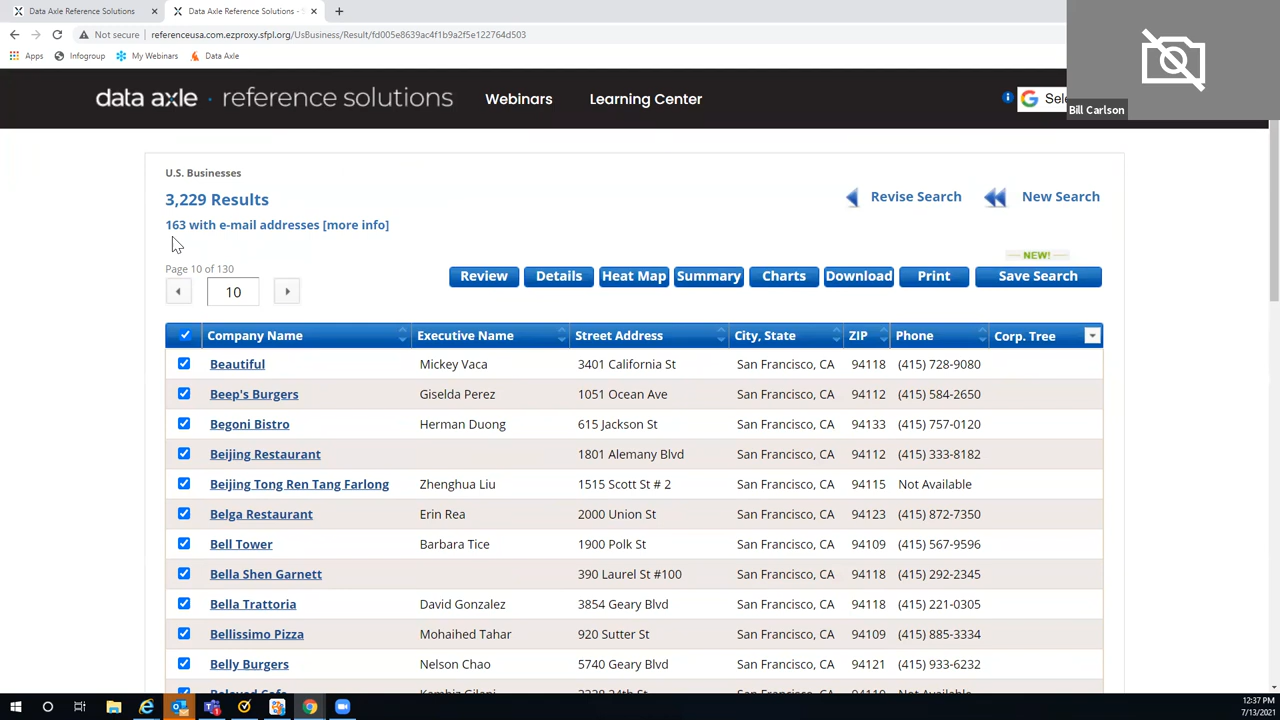 Data Axle Reference Solutions
Data Axle Reference Solutions - S
Not secure
referenceusa.com.ezproxy.sfpl.org/UsBusiness/Result/fd005e8639ac4f1b9a2f5e122764d503
Apps Infogroup My Webinars Data Axle
data axle · reference solutions Webinars Learning Center
Bill Carlson
U.S. Businesses
3,229 Results
Revise Search New Search
163 with e-mail addresses [more info]
NEW!
Page 10 of 130
10 Review Details Heat Map Summary Charts Download Print Save Search
Company Name Executive Name Street Address City, State ZIP Phone Corp. Tree
Beautiful Mickey Vaca 3401 California St San Francisco, CA 94118 (415) 728-9080
Beep's Burgers Giselda Perez 1051 Ocean Ave San Francisco, CA 94112 (415) 584-2650
Begoni Bistro Herman Duong 615 Jackson St San Francisco, CA 94133 (415) 757-0120
Beijing Restaurant 1801 Alemany Blvd San Francisco, CA 94112 (415) 333-8182
Beijing Tong Ren Tang Farlong Zhenghua Liu 1515 Scott St # 2 San Francisco, CA 94115 Not Available
Belga Restaurant Erin Rea 2000 Union St San Francisco, CA 94123 (415) 872-7350
Bell Tower Barbara Tice 1900 Polk St San Francisco, CA 94109 (415) 567-9596
Bella Shen Garnett 390 Laurel St #100 San Francisco, CA 94118 (415) 292-2345
Bella Trattoria David Gonzalez 3854 Geary Blvd San Francisco, CA 94118 (415) 221-0305
Bellissimo Pizza Mohaihed Tahar 920 Sutter St San Francisco, CA 94109 (415) 885-3334
Belly Burgers Nelson Chao 5740 Geary Blvd San Francisco, CA 94121 (415) 933-6232
12:37 PM
7/13/2021